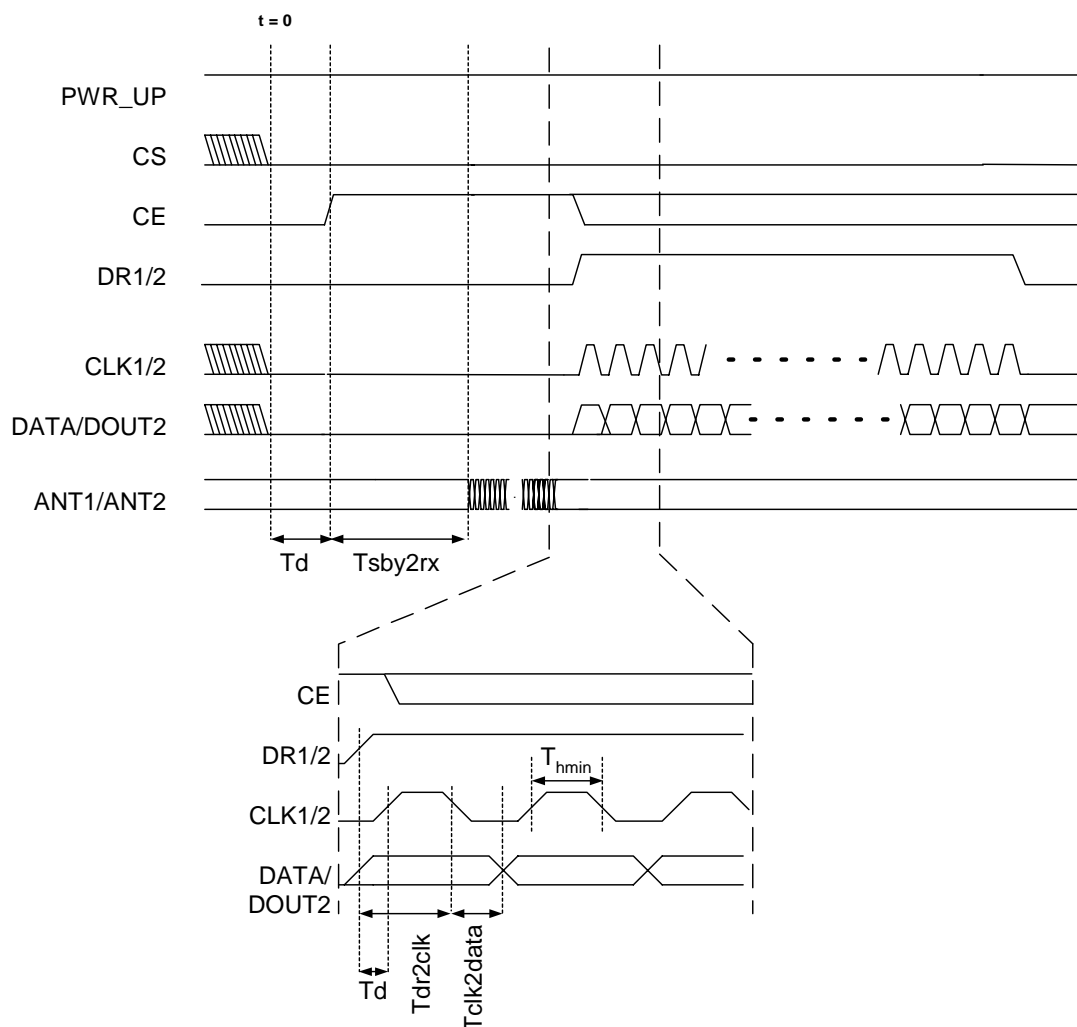 t = 0
PWR_UP
CS
CE
DR1/2
CLK1/2
DATA/DOUT2
ANT1/ANT2
Td
Tsby2rx
CE
DR1/2
Thmin
CLK1/2
DATA/
DOUT2
Td
Tdr2clk
Tclk2data